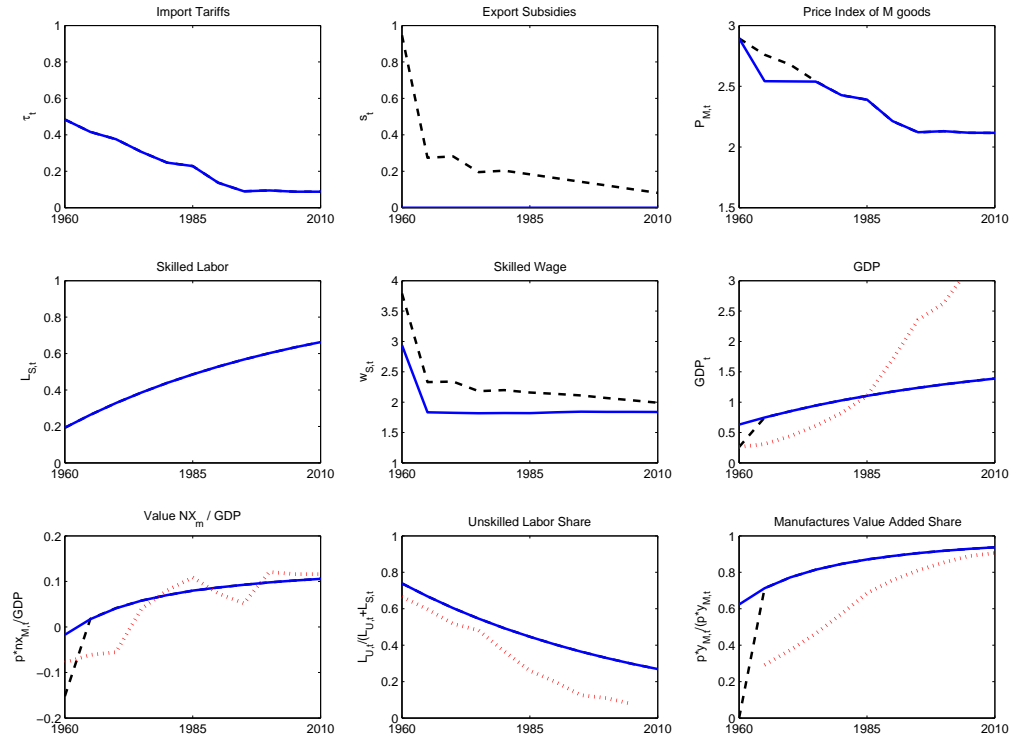 Import Tariffs
1
0.8
0.6
0.4
0.2
0
τt
1960 1985 2010
Export Subsidies
1
0.8
0.6
0.4
0.2
0
st
1960 1985 2010
Price Index of M goods
3
2.5
2
1.5
PM,t
1960 1985 2010
Skilled Labor
1
0.8
0.6
0.4
0.2
0
LS,t
1960 1985 2010
Skilled Wage
4
3.5
3
2.5
2
1.5
1
wS,t
1960 1985 2010
GDP
3
2.5
2
1.5
1
0.5
0
GDPt
1960 1985 2010
Value NXm / GDP
0.2
0.1
0
−0.1
−0.2
p*nxM,t/GDP
1960 1985 2010
Unskilled Labor Share
1
0.8
0.6
0.4
0.2
0
LU,t/(LU,t+LS,t)
1960 1985 2010
Manufactures Value Added Share
1
0.8
0.6
0.4
0.2
0
p*yM,t/(p*yM,t)
1960 1985 2010